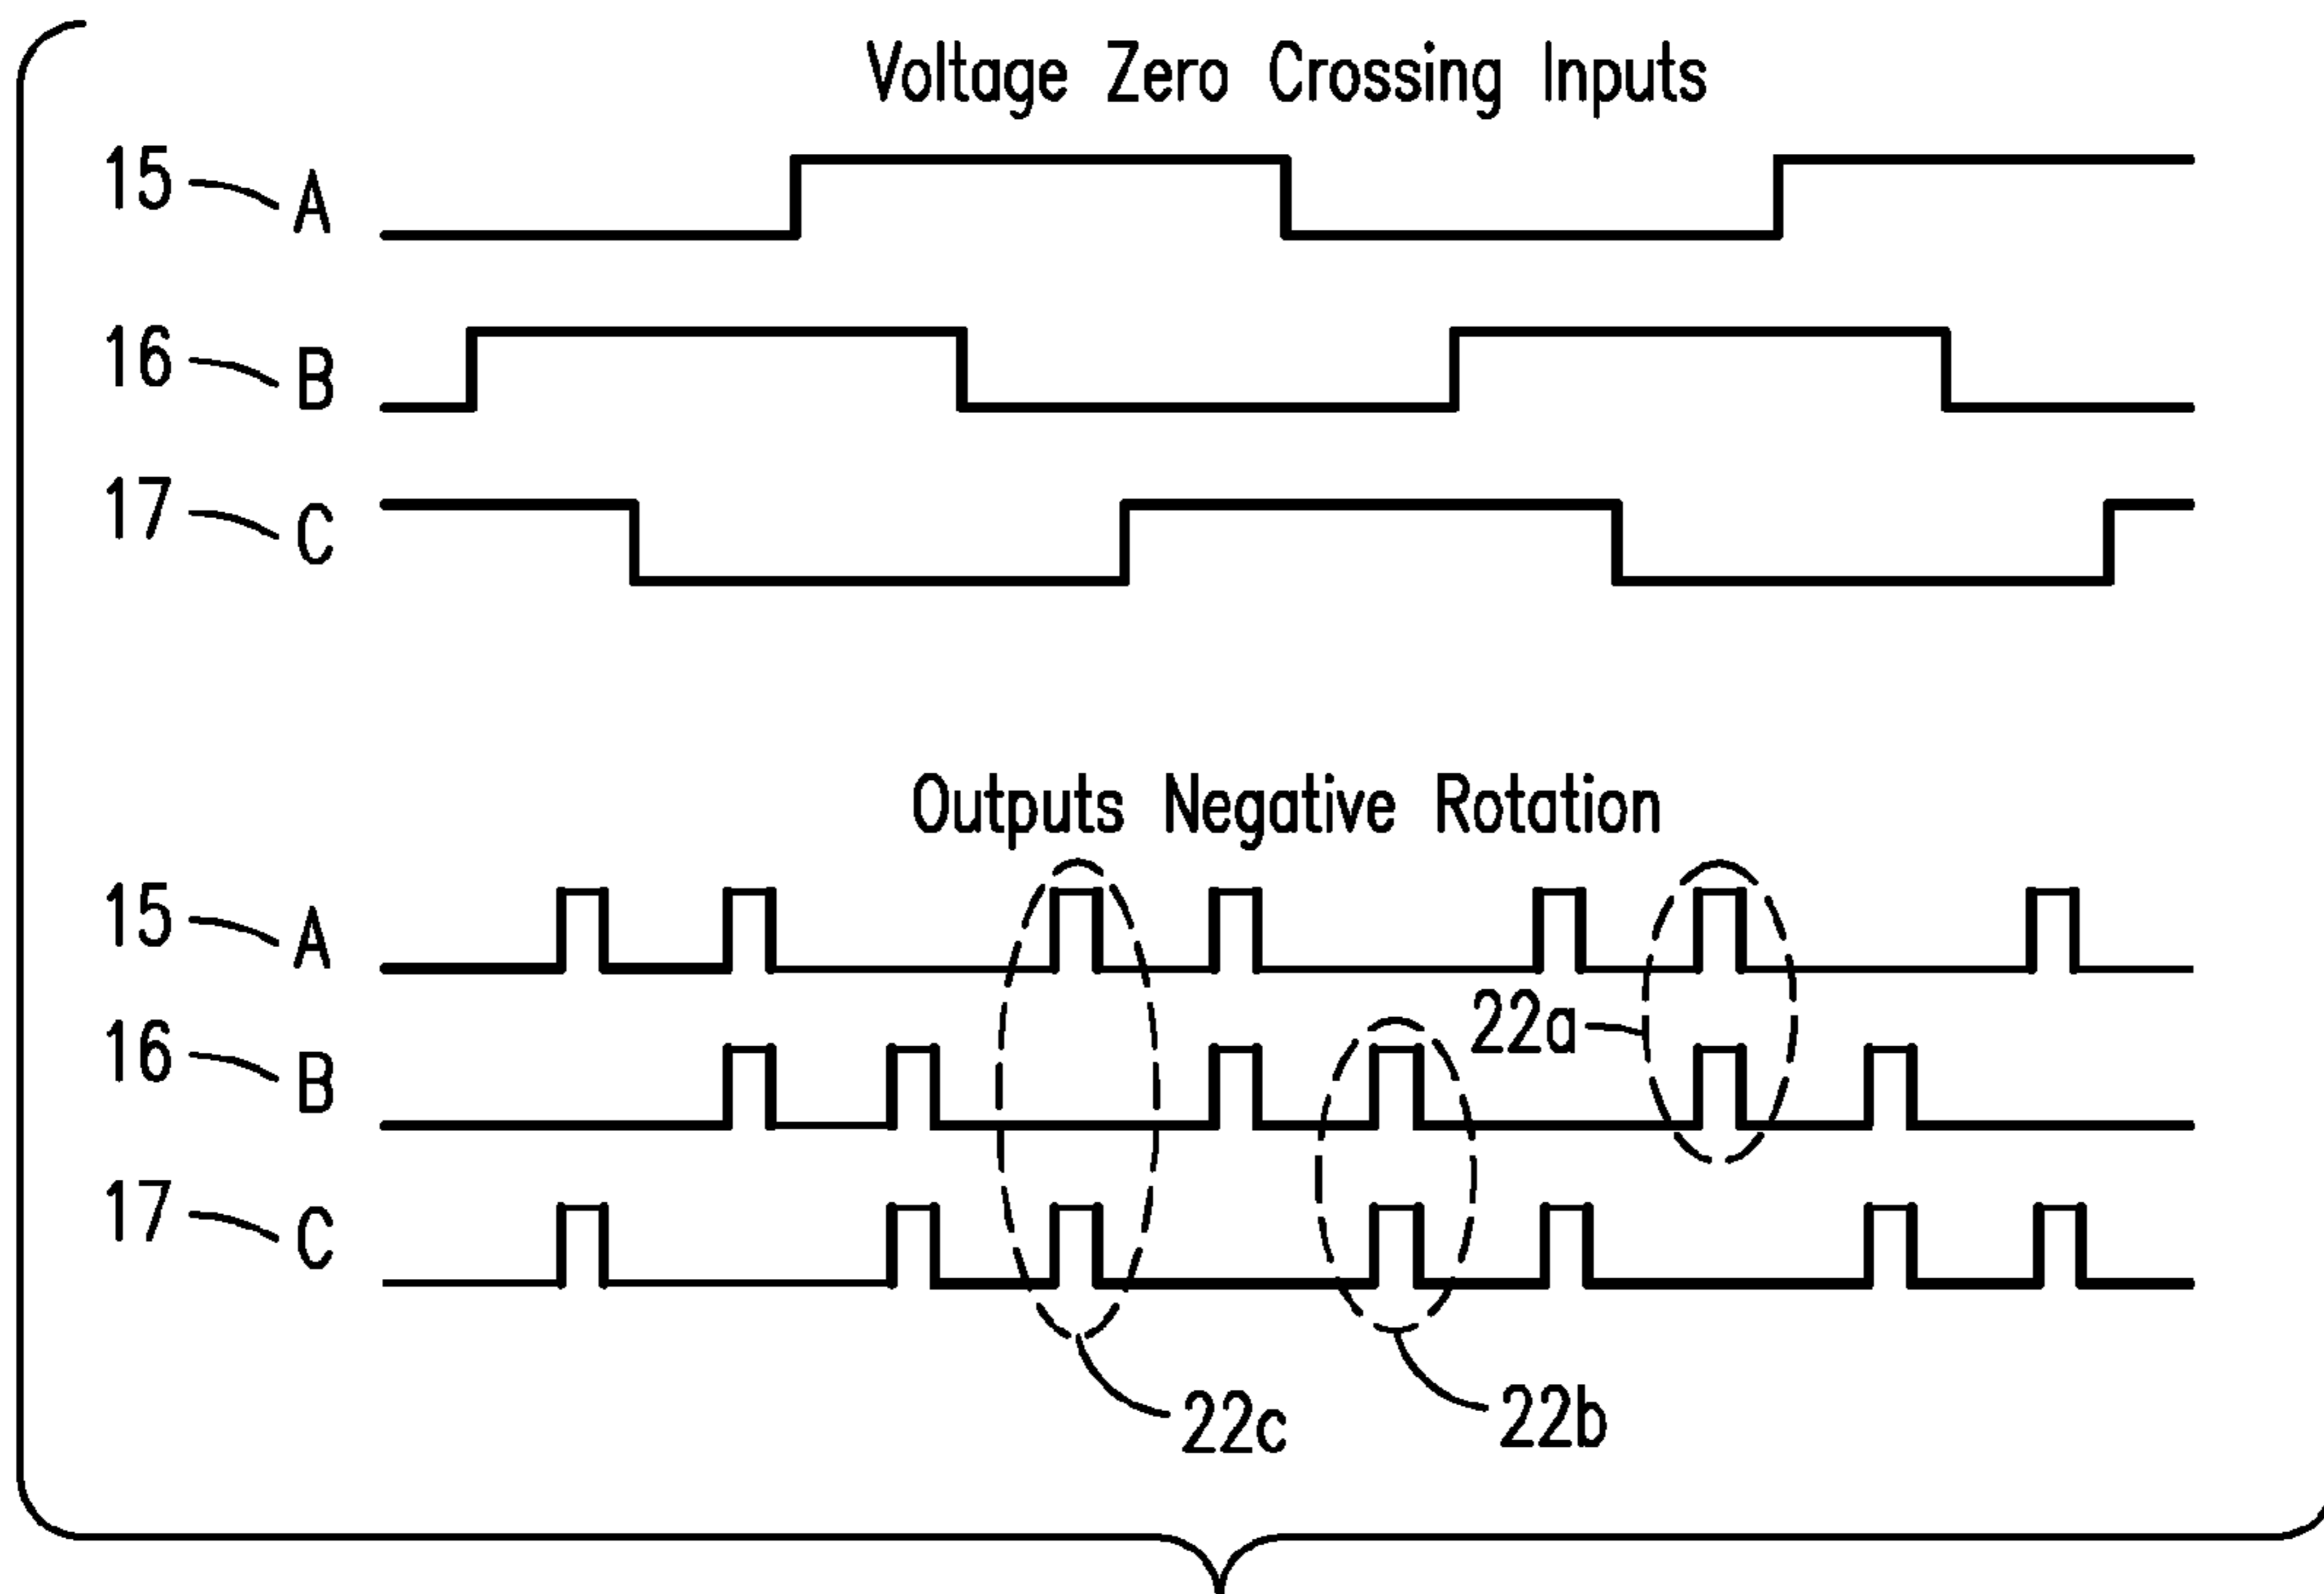 Voltage Zero Crossing Inputs
15 A
16 B
17 C
Outputs Negative Rotation
15 A
22a
16 B
17 C
22c
22b